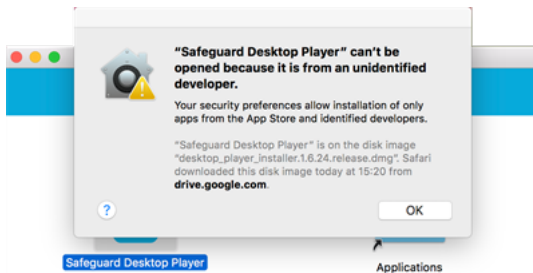 "Safeguard Desktop Player" can't be
opened because it is from an unidentified
developer.
Your security preferences allow installation of only
apps from the App Store and identified developers.
"Safeguard Desktop Player" is on the disk image
"desktop_player_installer.1.6.24.release.dmg". Safari
downloaded this disk image today at 15:20 from
drive.google.com.
?
OK
Safeguard Desktop Player
Applications